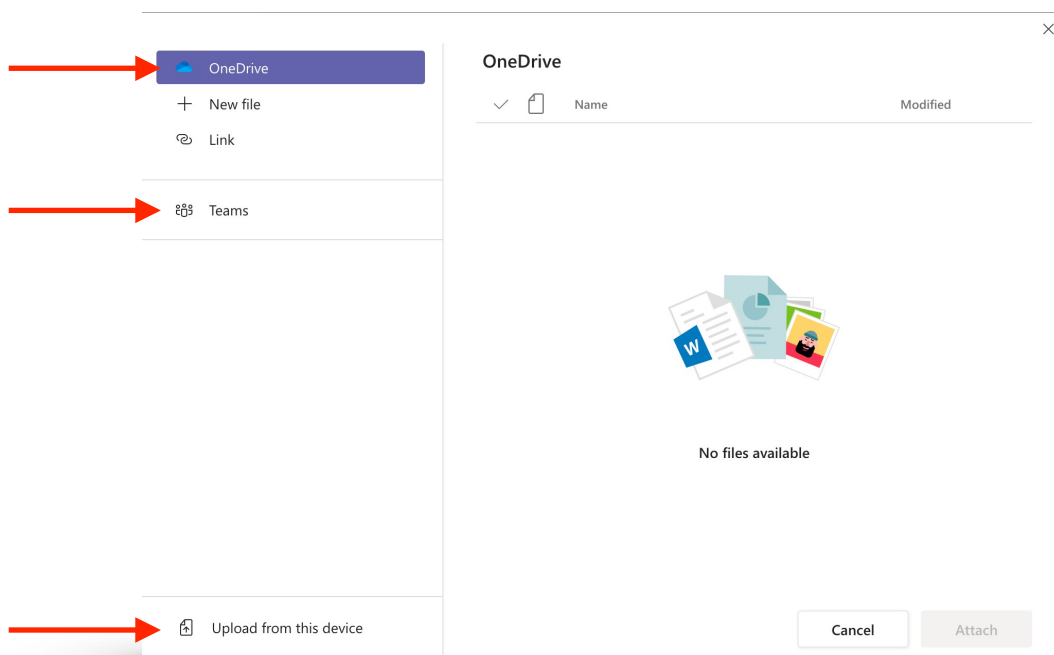 OneDrive
New file
Link
Teams
Upload from this device
OneDrive
Name Modified
W
No files available
Cancel Attach